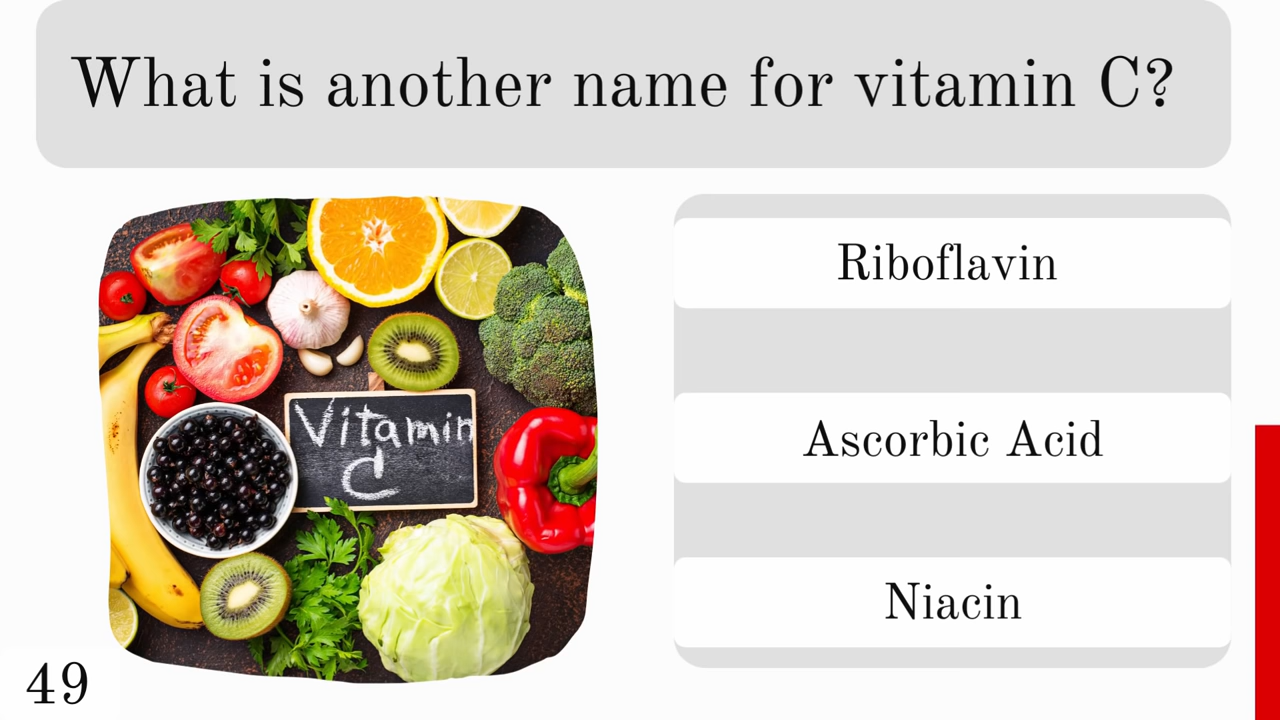 What is another name for vitamin C?
Vitamin
C
Riboflavin
Ascorbic Acid
Niacin
49